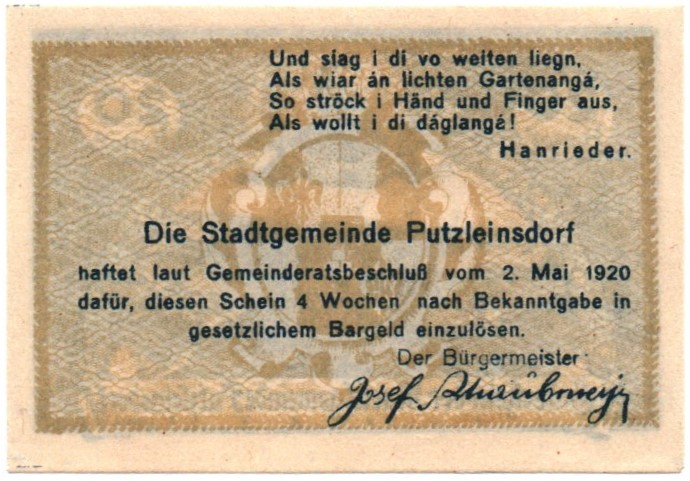 Und siag i di vo weiten liegn,
Als wiar án lichten Gartenangá,
So ströck i Händ und Finger aus,
Als wollt i di dáglangá!
Hanrieder.
Die Stadtgemeinde Putzleinsdorf
haftet laut Gemeinderatsbeschluß vom 2. Mai 1920
dafür, diesen Schein 4 Wochen nach Bekanntgabe in
gesetzlichem Bargeld einzulösen.
Der Bürgermeister:
Josef